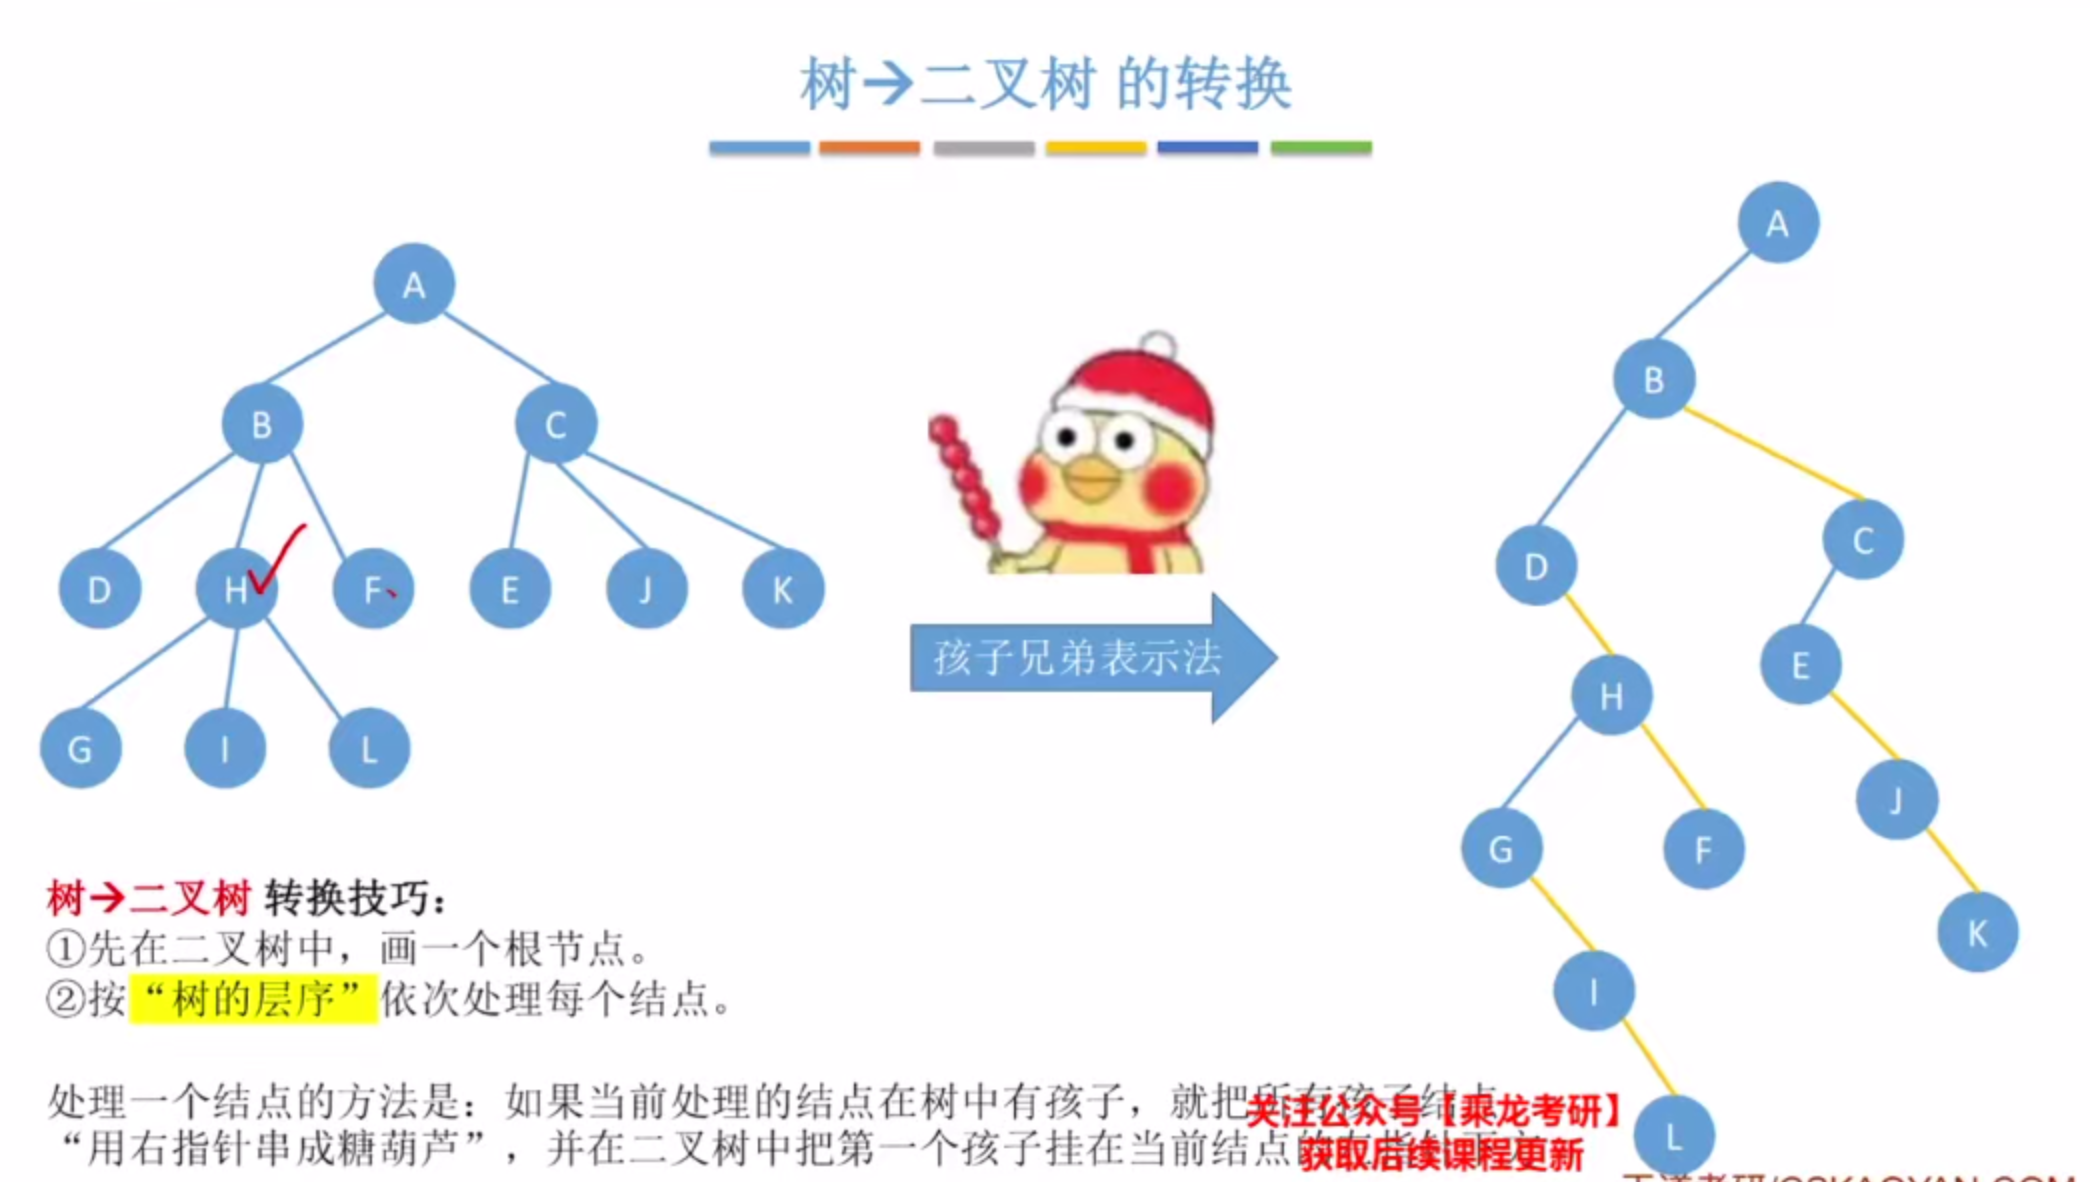 树→二叉树 的转换
A
B
C
D
H
F
E
J
K
G
I
L
孩子兄弟表示法
A
B
C
D
E
H
J
G
F
K
I
L
树→二叉树 转换技巧：
①先在二叉树中，画一个根节点。
②按“树的层序”依次处理每个结点。
处理一个结点的方法是：如果当前处理的结点在树中有孩子，就把所有孩子结点
“用右指针串成糖葫芦”，并在二叉树中把第一个孩子挂在当前结点
关注公众号【乘龙考研】
获取后续课程更新